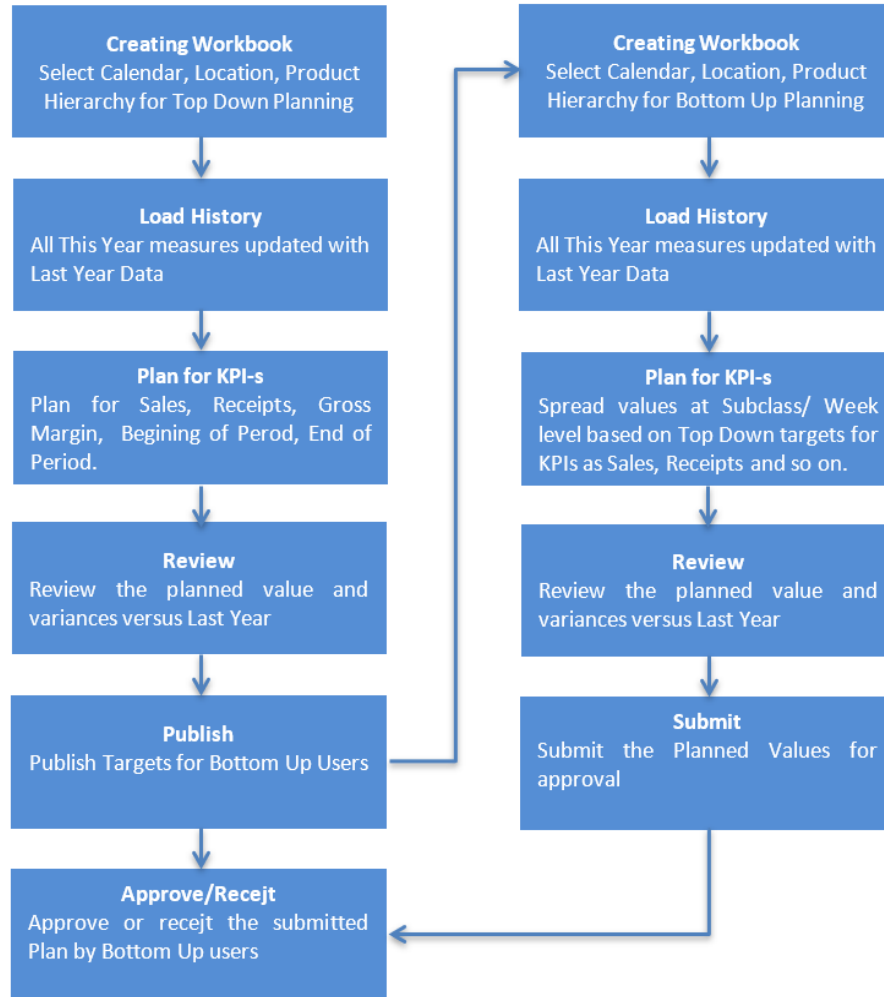 Creating Workbook
Select Calendar, Location, Product
Hierarchy for Top Down Planning
Load History
All This Year measures updated with
Last Year Data
Plan for KPI-s
Plan for Sales, Receipts, Gross
Margin, Begining of Perod, End of
Period.
Review
Review the planned value and
variances versus Last Year
Publish
Publish Targets for Bottom Up Users
Approve/Recejt
Approve or recejt the submitted
Plan by Bottom Up users
Creating Workbook
Select Calendar, Location, Product
Hierarchy for Bottom Up Planning
Load History
All This Year measures updated with
Last Year Data
Plan for KPI-s
Spread values at Subclass/ Week
level based on Top Down targets for
KPIs as Sales, Receipts and so on.
Review
Review the planned value and
variances versus Last Year
Submit
Submit the Planned Values for
approval